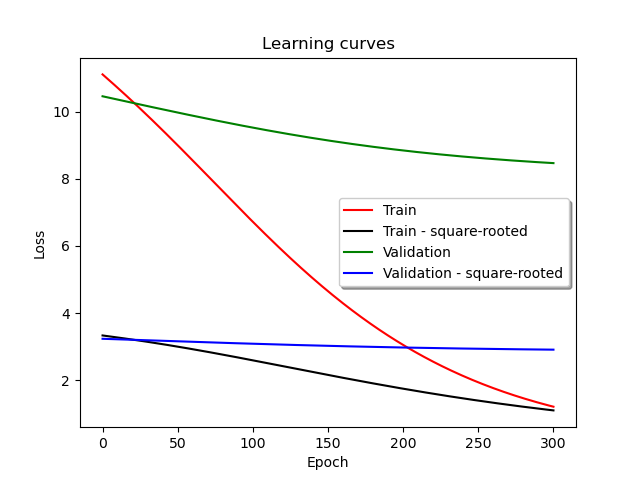 Learning curves
Loss
10
8
6
4
2
Train
Train - square-rooted
Validation
Validation - square-rooted
0 50 100 150 200 250 300
Epoch